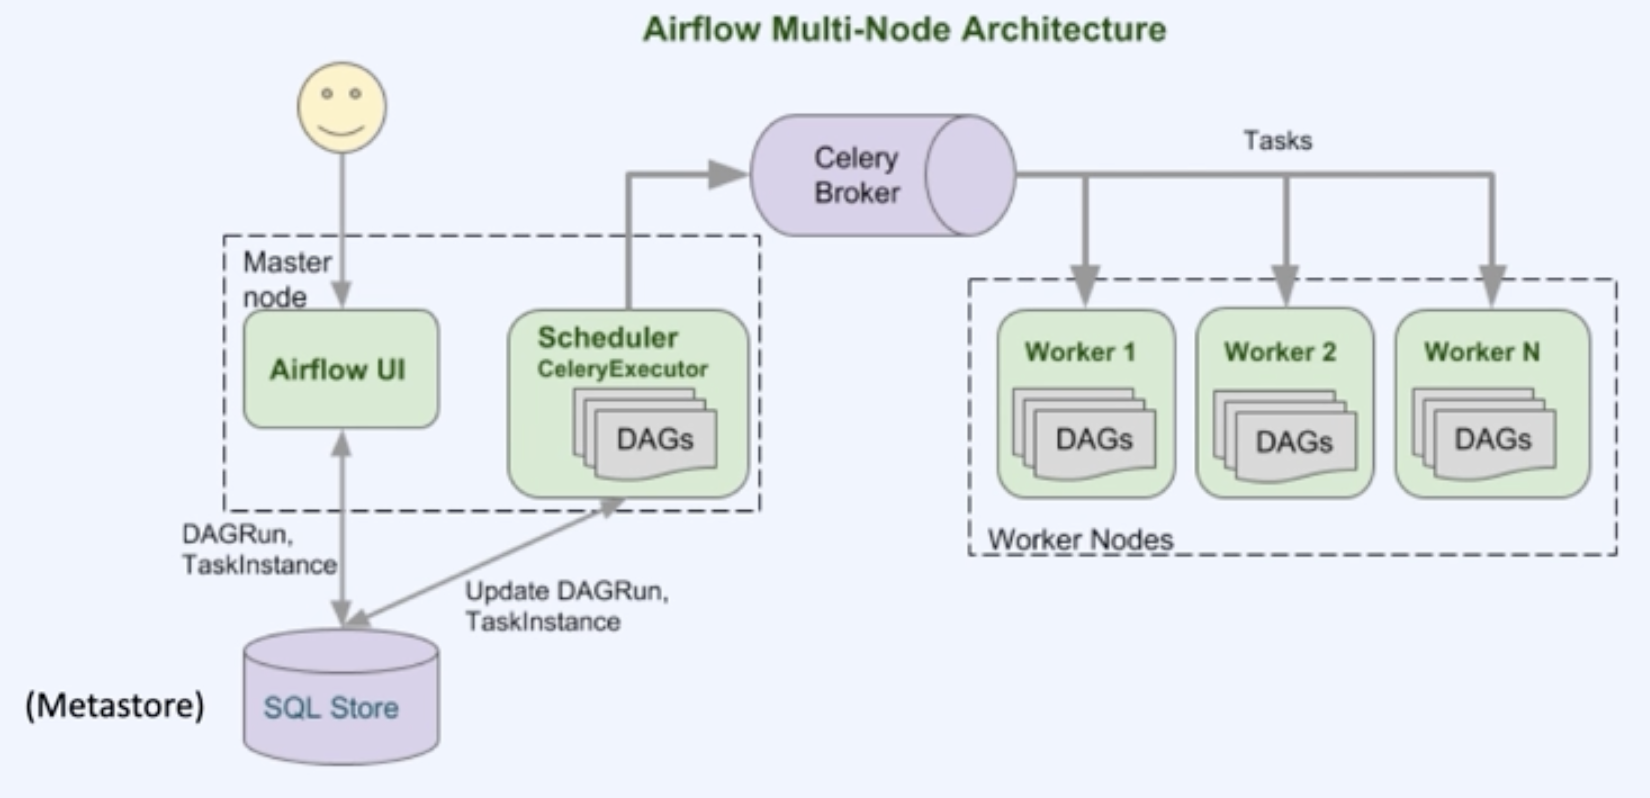 Airflow Multi-Node Architecture
Celery
Broker
Tasks
Master
node
Airflow UI
Scheduler
CeleryExecutor
DAGs
Worker 1
DAGs
Worker 2
DAGs
Worker N
DAGs
Worker Nodes
DAGRun,
TaskInstance
Update DAGRun,
TaskInstance
(Metastore)
SQL Store